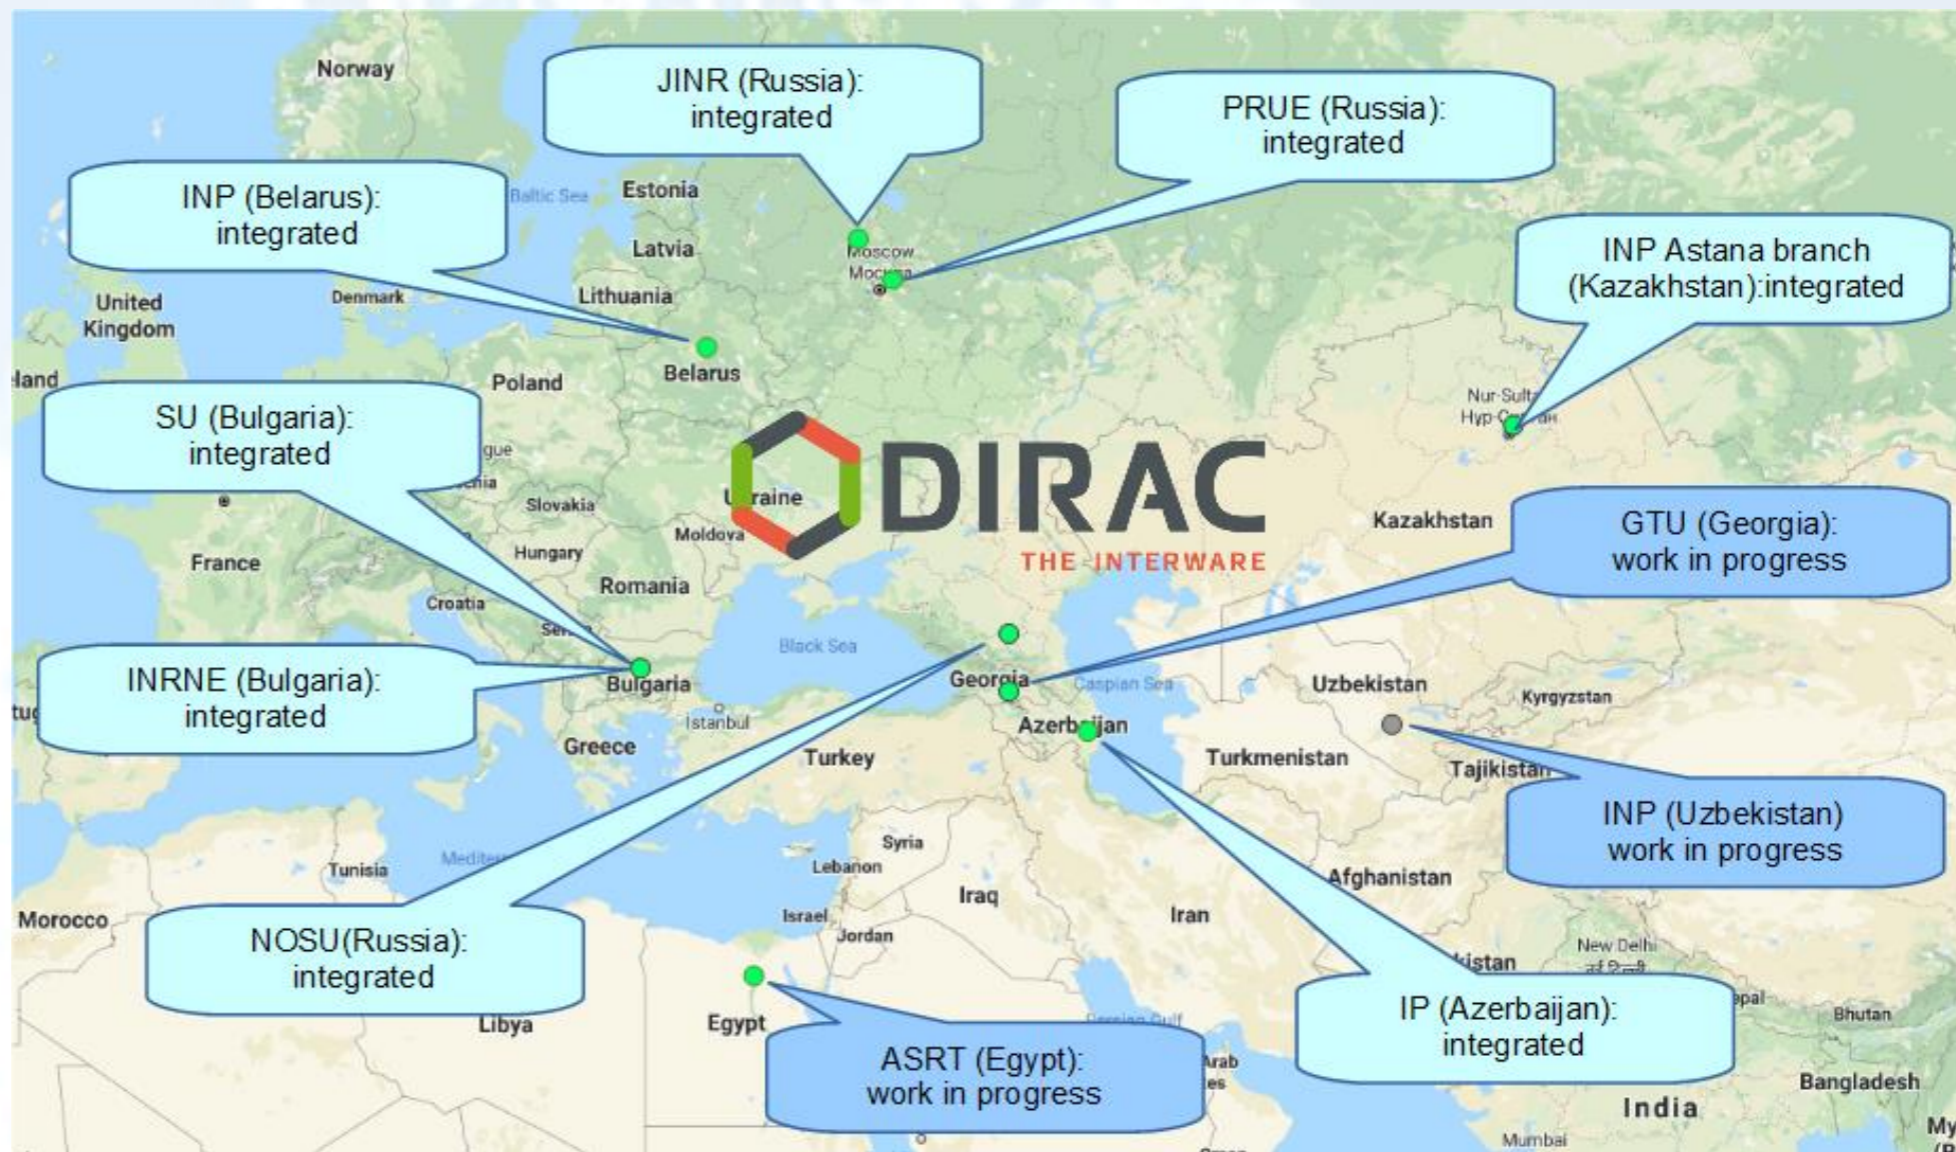 Norway
JINR (Russia):
integrated
PRUE (Russia):
integrated
INP (Belarus):
integrated
Baltic Sea
Estonia
Latvia
Moscow
INP Astana branch
(Kazakhstan):integrated
United
Kingdom
Denmark
Lithuania
Belarus
Poland
SU (Bulgaria):
integrated
Slovakia
Hungary
Moldova
Romania
France
Croatia
DIRAC
THE INTERWARE
Kazakhstan
GTU (Georgia):
work in progress
Black Sea
Georgia
Caspian Sea
Uzbekistan
Kyrgyzstan
INRNE (Bulgaria):
integrated
Bulgaria
Istanbul
Greece
Turkey
Azerbaijan
Turkmenistan
Tajikistan
INP (Uzbekistan)
work in progress
Tunisia
Syria
Lebanon
Iraq
Iran
Afghanistan
Morocco
Israel
Jordan
New Delhi
NOSU(Russia):
integrated
Libya
Egypt
ASRT (Egypt):
work in progress
IP (Azerbaijan):
integrated
Bhutan
Bangladesh
India
Mumbai